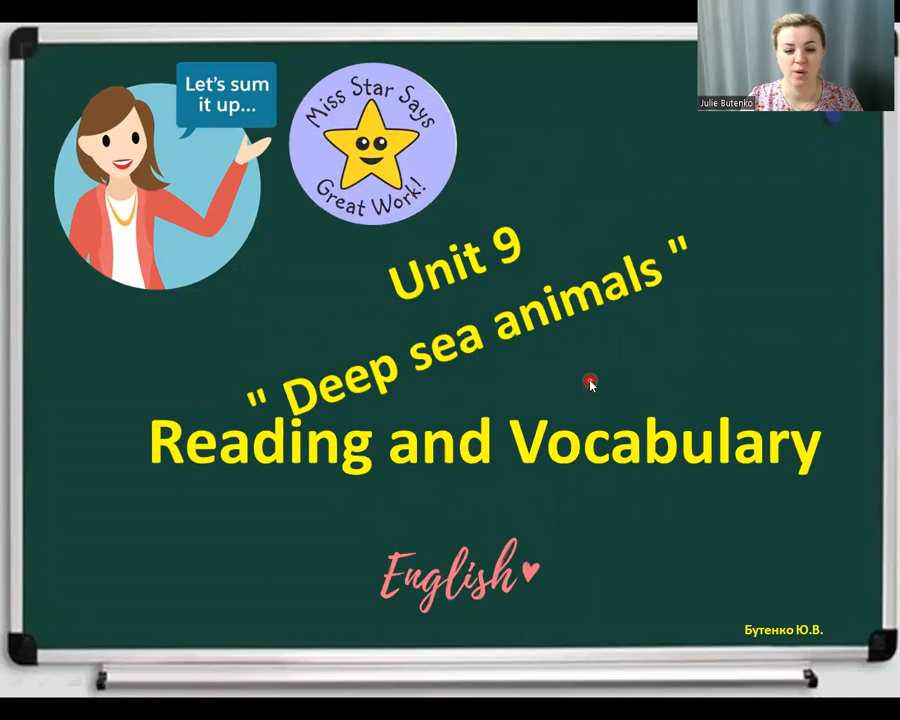 Let's sum
it up...
Miss Star Says
Great Work!
Julie Butenko
Unit 9
" Deep sea animals "
Reading and Vocabulary
English
Бутенко Ю.В.